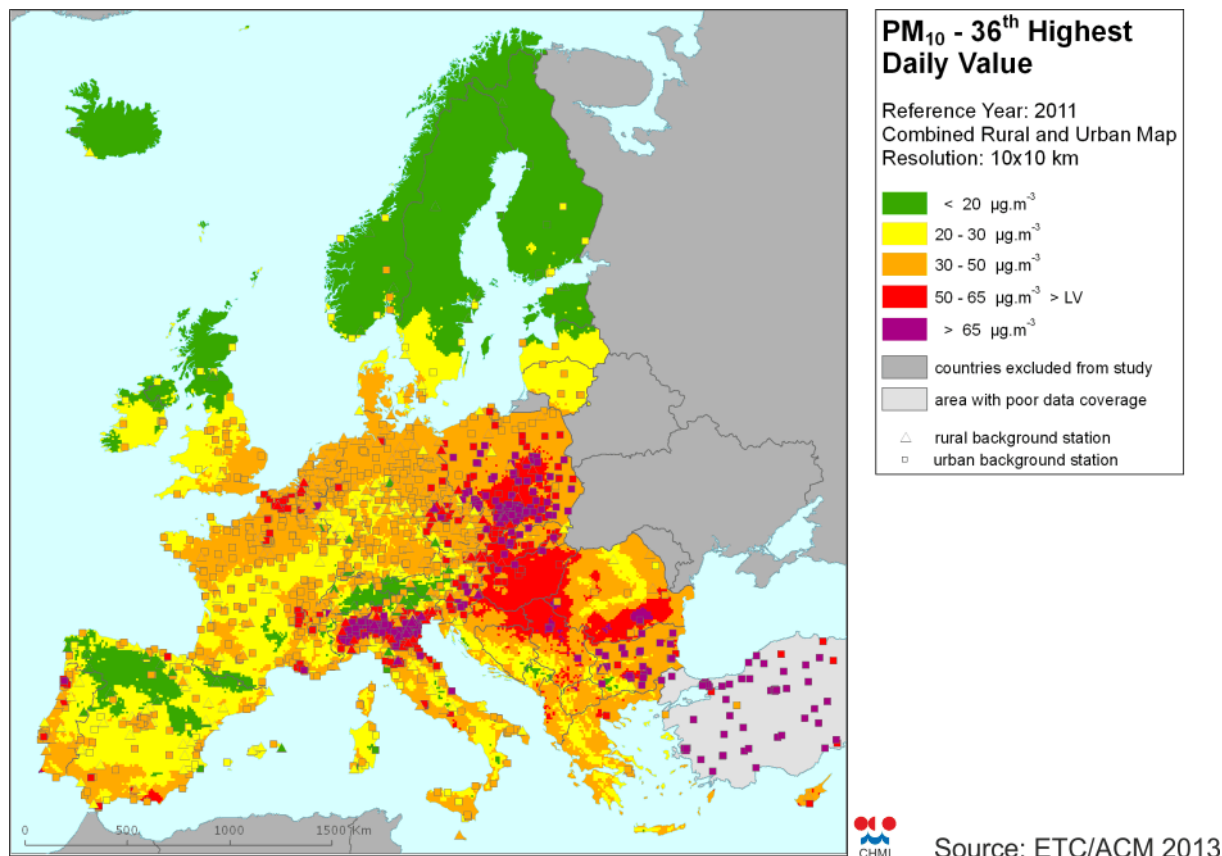 PM₁₀ - 36ᵗʰ Highest
Daily Value
Reference Year: 2011
Combined Rural and Urban Map
Resolution: 10x10 km
< 20 µg.m⁻³
20 - 30 µg.m⁻³
30 - 50 µg.m⁻³
50 - 65 µg.m⁻³ > LV
> 65 µg.m⁻³
countries excluded from study
area with poor data coverage
rural background station
urban background station
0 500 1000 1500 Km
CHMI
Source: ETC/ACM 2013